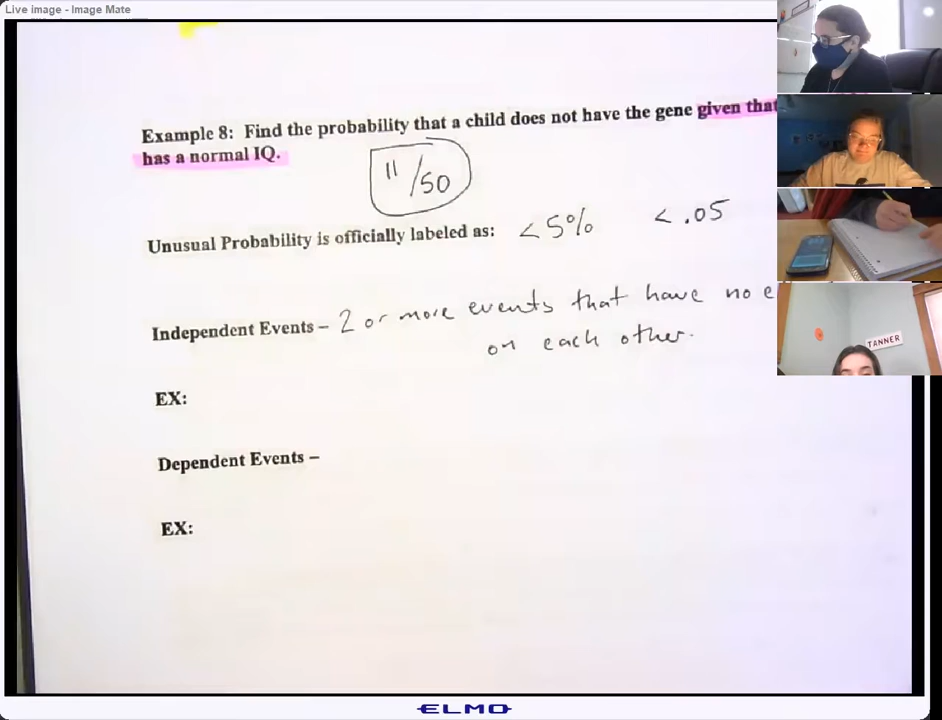 Live image - Image Mate
Example 8: Find the probability that a child does not have the gene given that
has a normal IQ.
11/50
Unusual Probability is officially labeled as: < 5% < .05
Independent Events – 2 or more events that have no e
on each other.
EX:
Dependent Events –
EX:
TANNER
ELMO